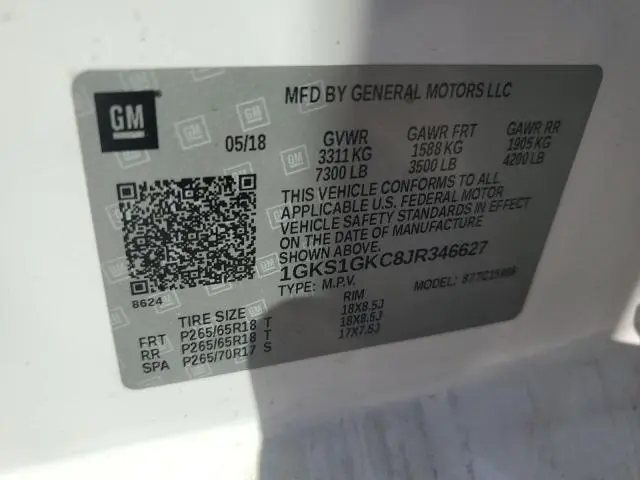 GM
MFD BY GENERAL MOTORS LLC
05/18 GVWR GAWR FRT GAWR RR
3311 KG 1588 KG 1905 KG
7300 LB 3500 LB 4200 LB
THIS VEHICLE CONFORMS TO ALL
APPLICABLE U.S. FEDERAL MOTOR
VEHICLE SAFETY STANDARDS IN EFFECT
ON THE DATE OF MANUFACTURE
SHOWN ABOVE.
1GKS1GKC8JR346627
8624
TYPE: M.P.V. MODEL:
TIRE SIZE RIM
FRT P265/65R18 T 18X8.5J
RR P265/65R18 T 18X8.5J
SPA P265/70R17 S 17X7.5J